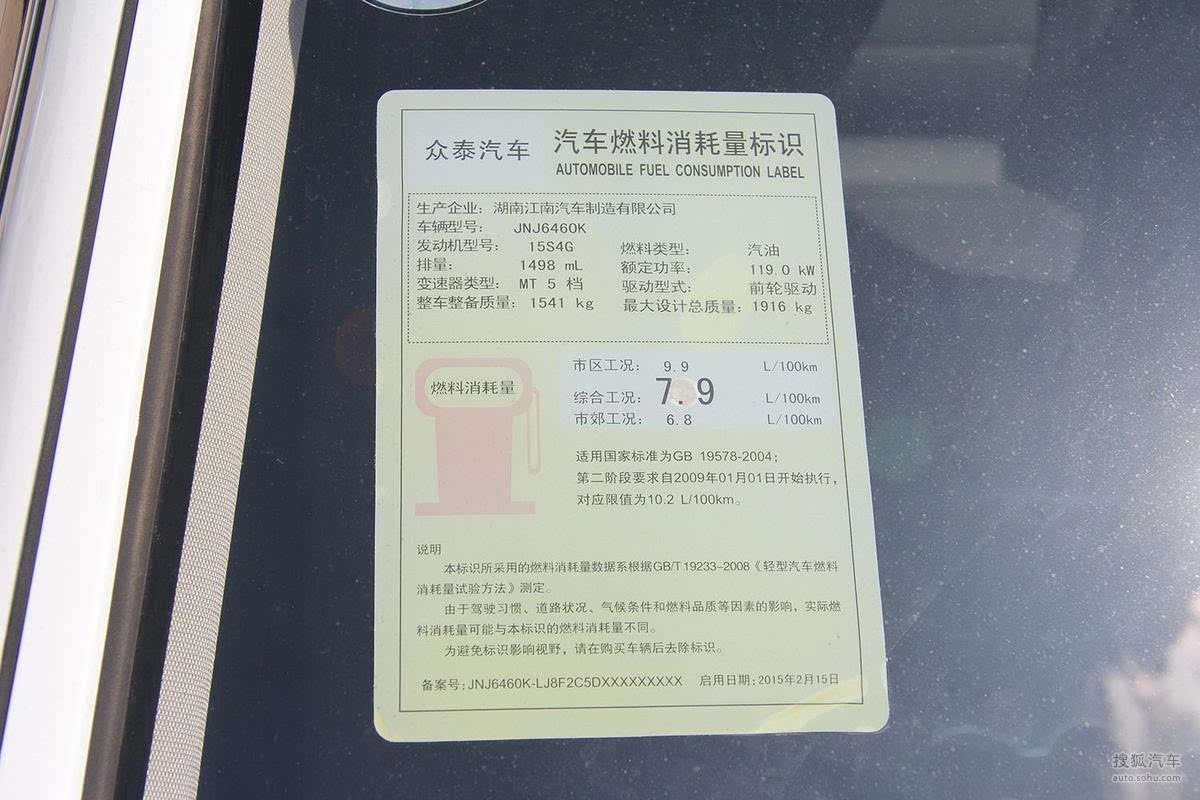 众泰汽车 汽车燃料消耗量标识
AUTOMOBILE FUEL CONSUMPTION LABEL
生产企业：湖南江南汽车制造有限公司
车辆型号： JNJ6460K
发动机型号： 15S4G 燃料类型： 汽油
排量： 1498 mL 额定功率： 119.0 kW
变速器类型： MT 5 档 驱动型式： 前轮驱动
整车整备质量： 1541 kg 最大设计总质量： 1916 kg
燃料消耗量
市区工况： 9.9 L/100km
综合工况： 7.9 L/100km
市郊工况： 6.8 L/100km
适用国家标准为GB 19578-2004；
第二阶段要求自2009年01月01日开始执行，
对应限值为10.2 L/100km。
说明
本标识所采用的燃料消耗量数据系根据GB/T 19233-2008《轻型汽车燃料
消耗量试验方法》测定。
由于驾驶习惯、道路状况、气候条件和燃料品质等因素的影响，实际燃
料消耗量可能与本标识的燃料消耗量不同。
为避免标识影响视野，请在购买车辆后去除标识。
备案号：JNJ6460K-LJ8F2C5DXXXXXXXXX 启用日期：2015年2月15日
搜狐汽车
auto.sohu.com